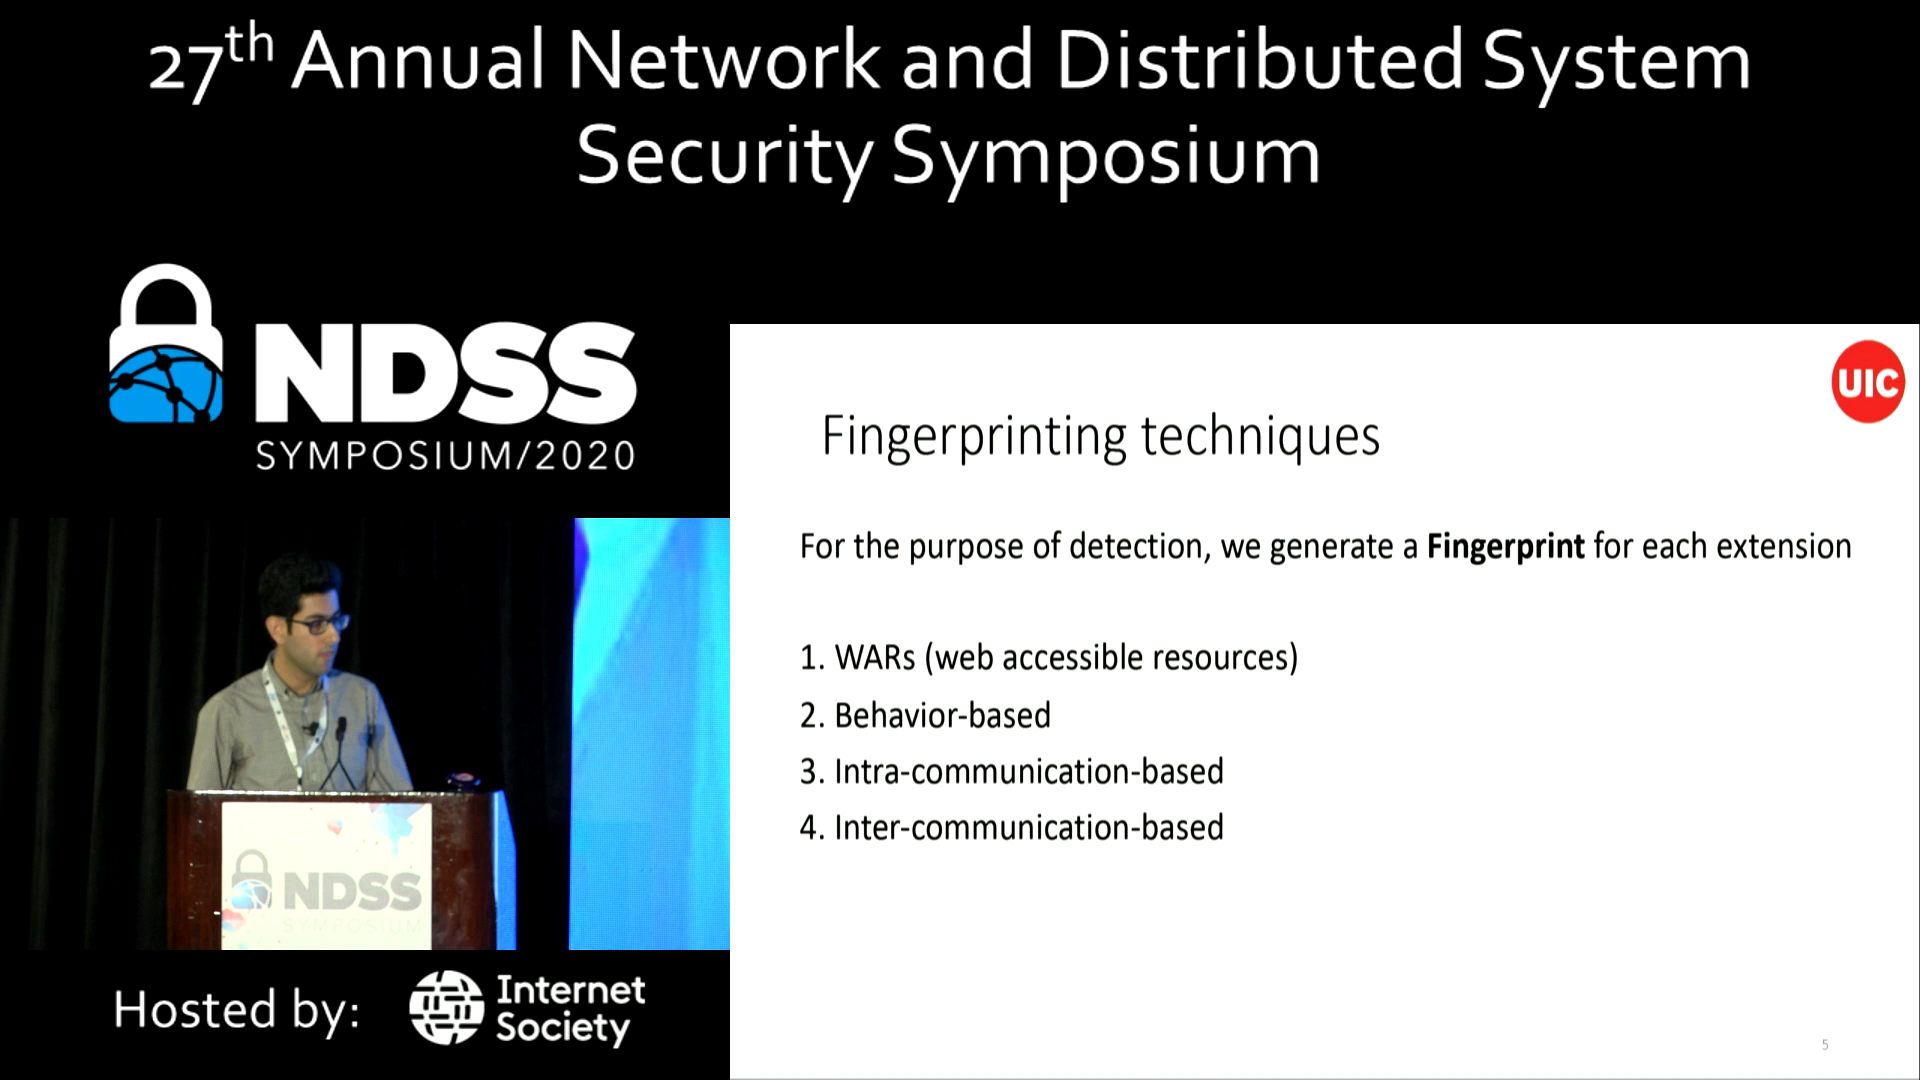 27th Annual Network and Distributed System
Security Symposium
NDSS
SYMPOSIUM/2020
UIC
Fingerprinting techniques
For the purpose of detection, we generate a Fingerprint for each extension
1. WARs (web accessible resources)
2. Behavior-based
3. Intra-communication-based
4. Inter-communication-based
5
NDSS
SYMPOSIUM
Hosted by:
Internet
Society